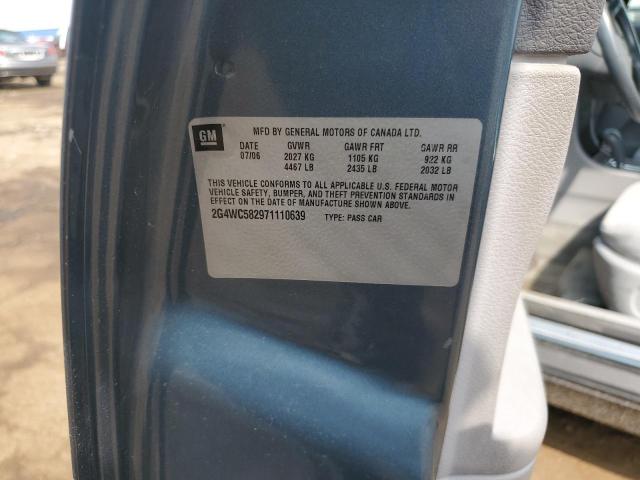 GM
MFD BY GENERAL MOTORS OF CANADA LTD.
DATE GVWR GAWR FRT GAWR RR
07/06 2027 KG 1105 KG 922 KG
4467 LB 2435 LB 2032 LB
THIS VEHICLE CONFORMS TO ALL APPLICABLE U.S. FEDERAL MOTOR
VEHICLE SAFETY, BUMPER, AND THEFT PREVENTION STANDARDS IN
EFFECT ON THE DATE OF MANUFACTURE SHOWN ABOVE.
2G4WC582971110639 TYPE: PASS CAR